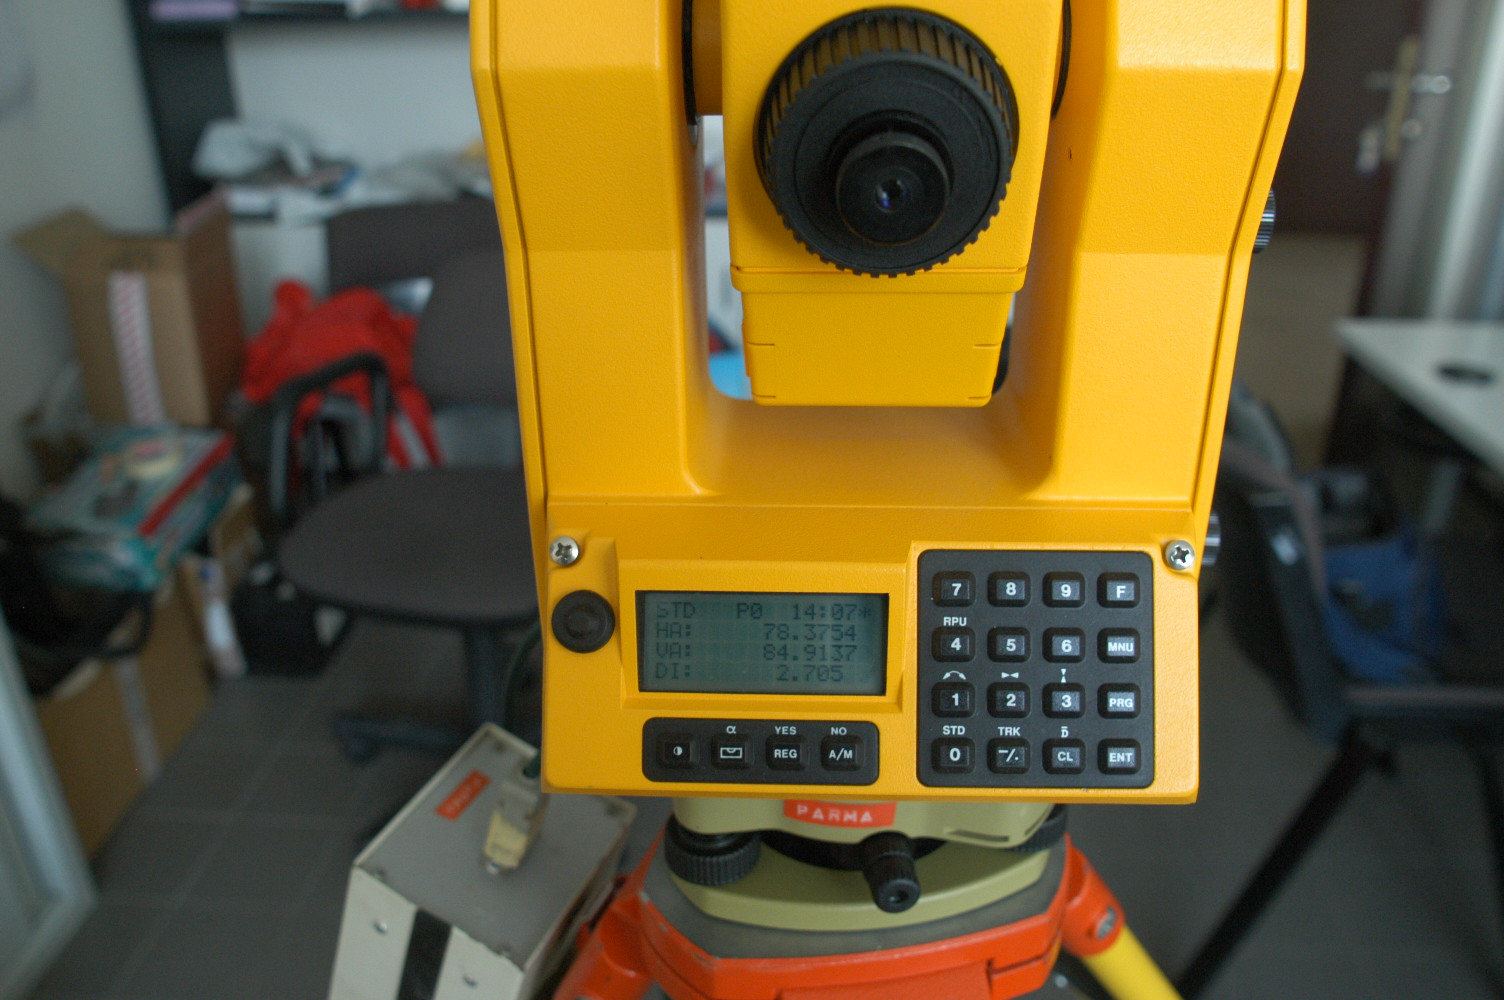 STD P0 14:07*
HA: 78.3754
VA: 84.9137
DI: 2.705
7 8 9 F
RPU
4 5 6 MNU
1 2 3 PRG
STD TRK D̄
0 -/. CL ENT
α YES NO
REG A/M
PARMA